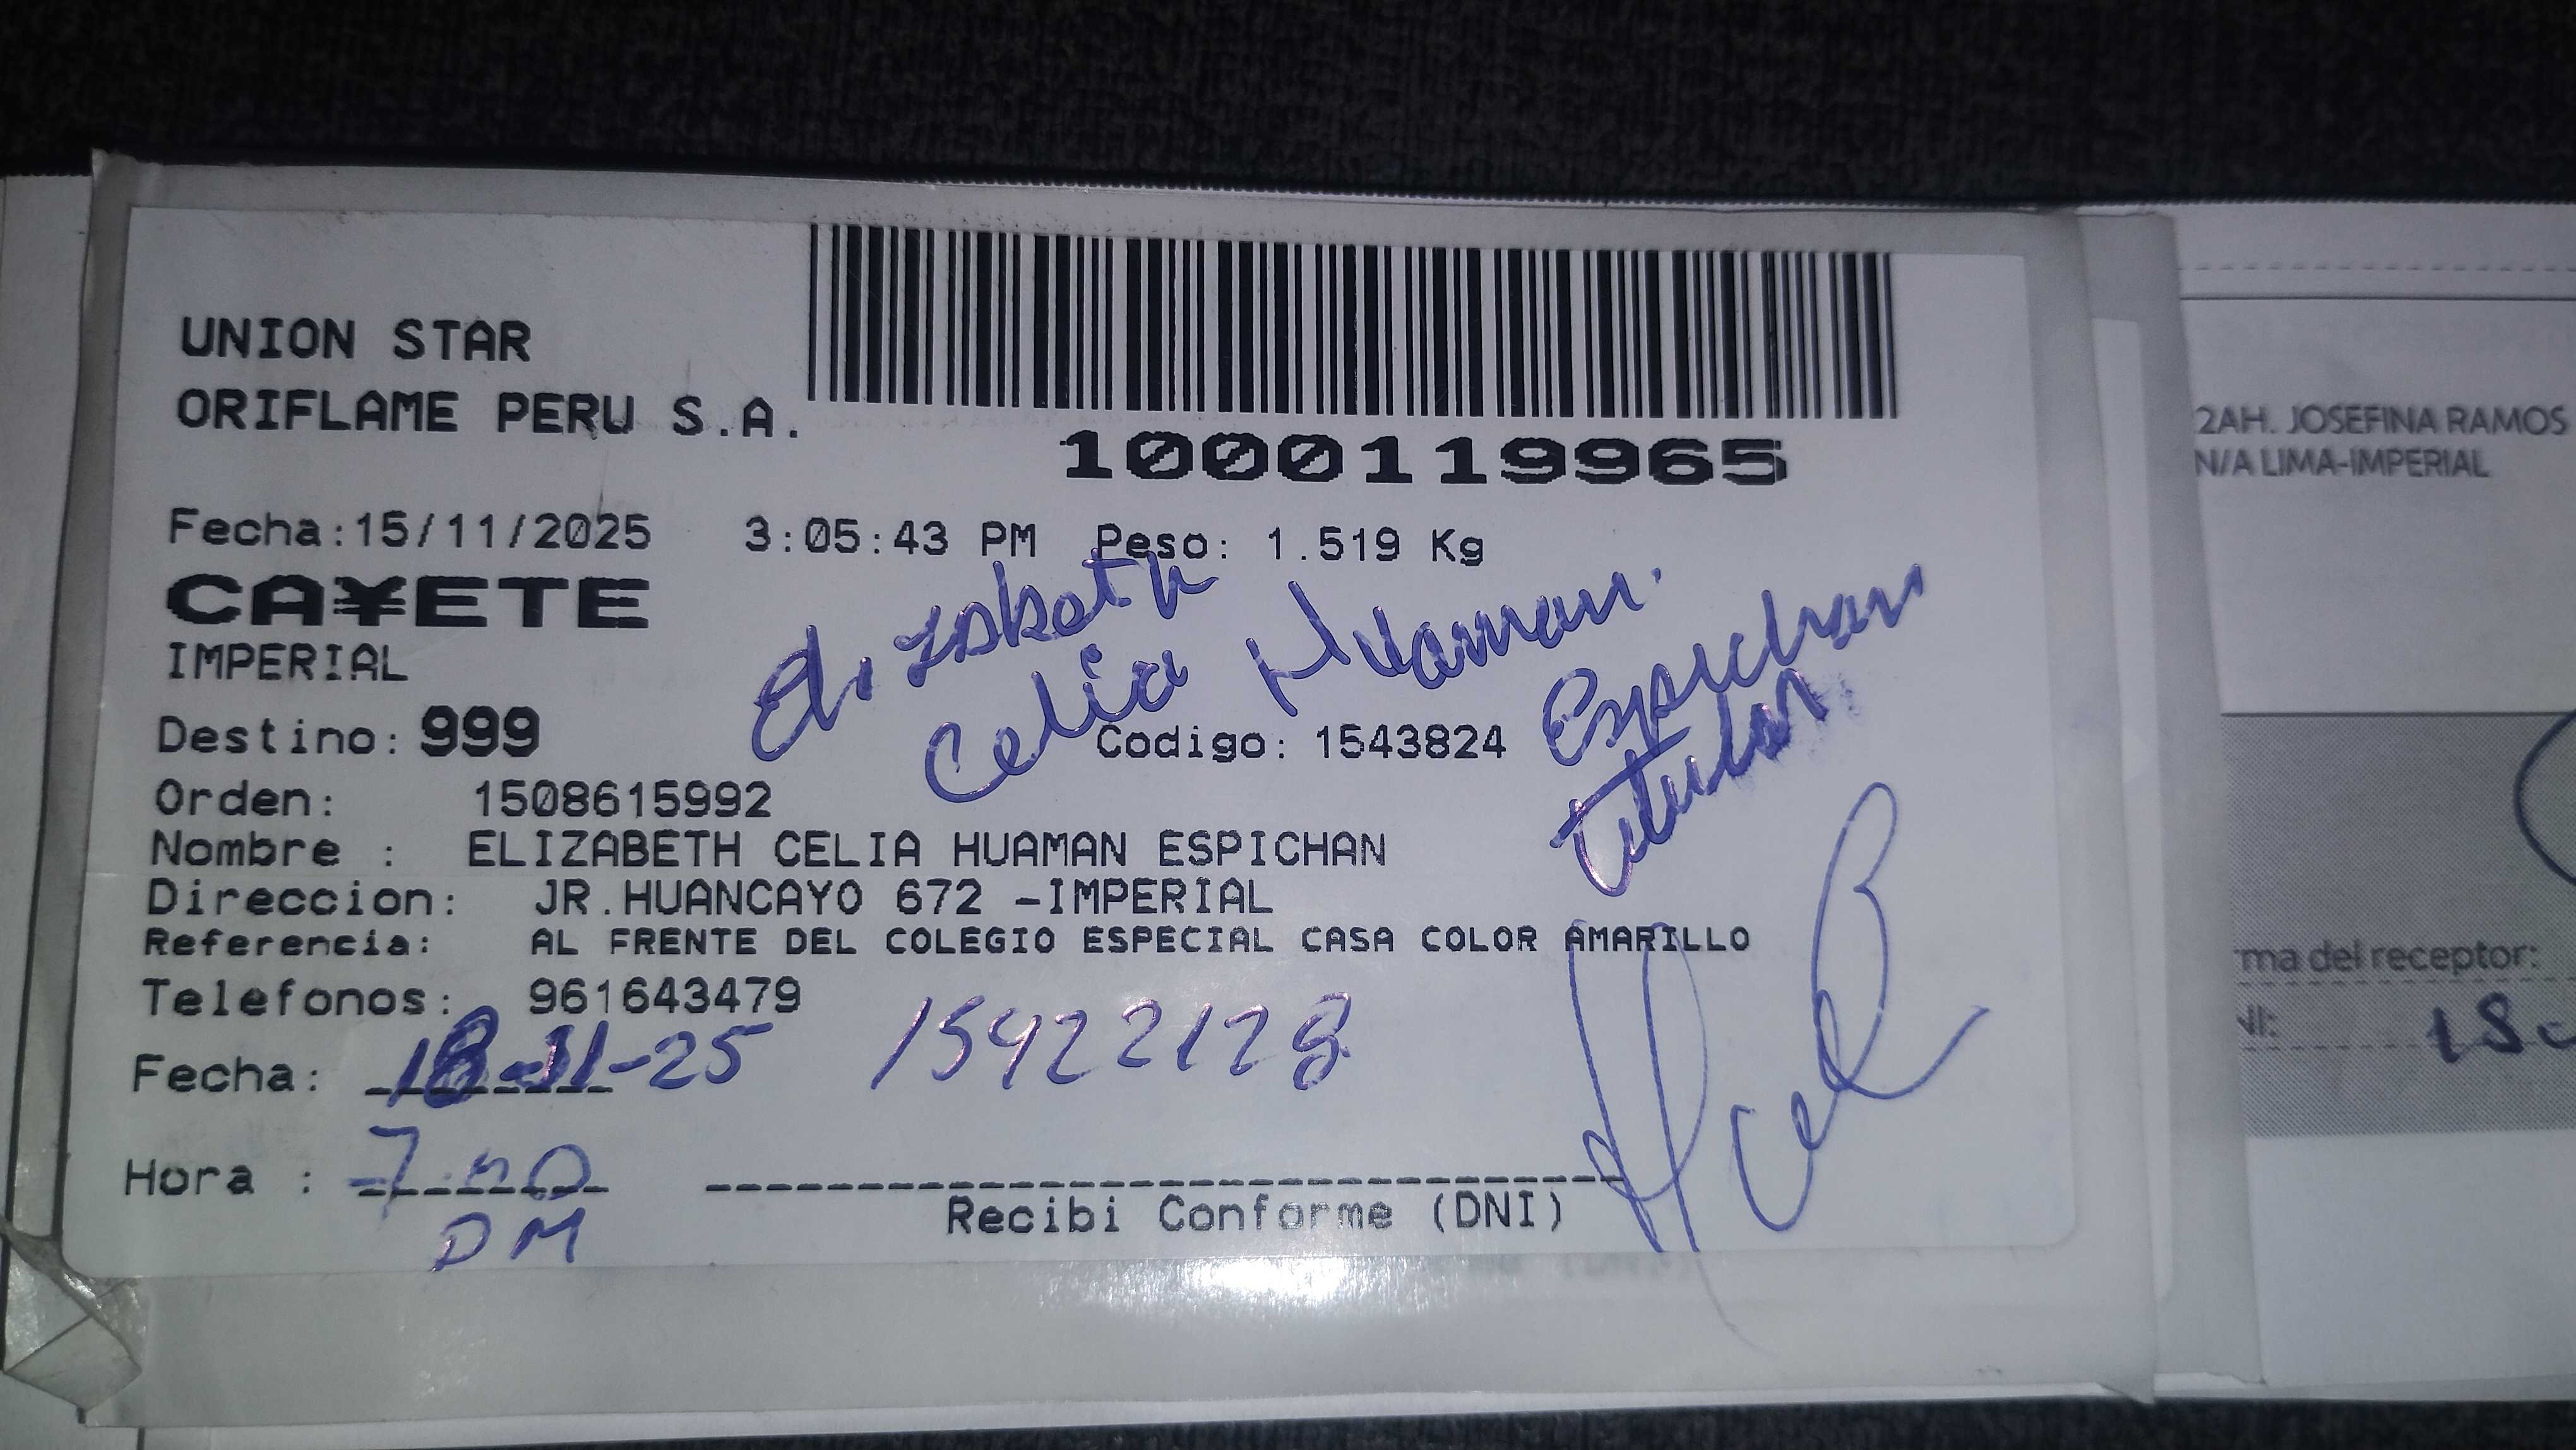 UNION STAR
ORIFLAME PERU S.A.
1000119965
Fecha:15/11/2025 3:05:43 PM Peso: 1.519 Kg
CA¥ETE
IMPERIAL
Elizabeth
Celia Huaman.
Espichan
titular
Destino: 999 Codigo: 1543824
Orden: 1508615992
Nombre : ELIZABETH CELIA HUAMAN ESPICHAN
Direccion: JR.HUANCAYO 672 -IMPERIAL
Referencia: AL FRENTE DEL COLEGIO ESPECIAL CASA COLOR AMARILLO
Telefonos: 961643479
Fecha: 18-11-25 15422128
Hora : 7:00
PM
Recibi Conforme (DNI)
2AH. JOSEFINA RAMOS
N/A LIMA-IMPERIAL
rma del receptor:
NI: